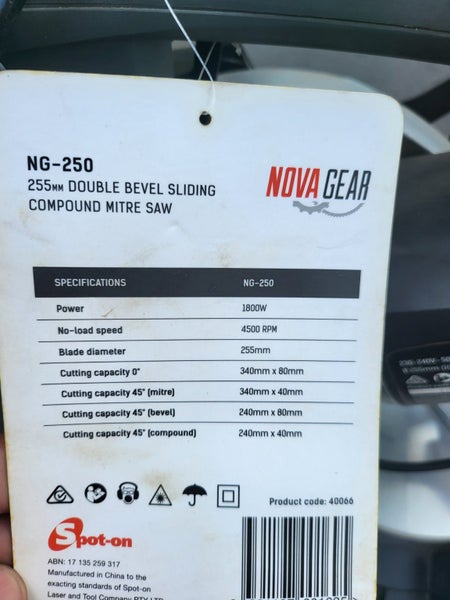 NG-250
255MM DOUBLE BEVEL SLIDING
COMPOUND MITRE SAW
NOVA GEAR
SPECIFICATIONS NG-250
Power 1800W
No-load speed 4500 RPM
Blade diameter 255mm
Cutting capacity 0° 340mm x 80mm
Cutting capacity 45° (mitre) 340mm x 40mm
Cutting capacity 45° (bevel) 240mm x 80mm
Cutting capacity 45° (compound) 240mm x 40mm
Product code: 40066
Spot-on
ABN: 17 135 259 317
Manufactured in China to the
exacting standards of Spot-on
Laser and Tool Company PTY LTD